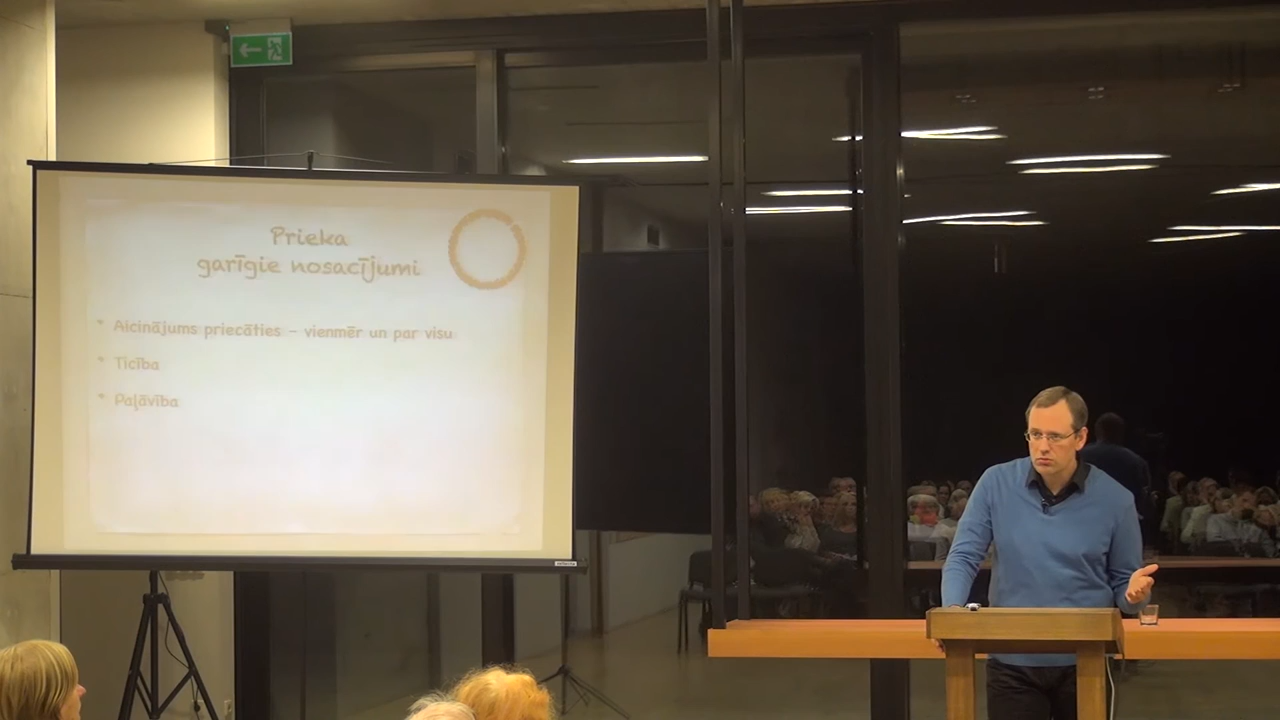 Prieka
garīgie nosacījumi
* Aicinājums priecāties - vienmēr un par visu
* Ticība
* Paļāvība